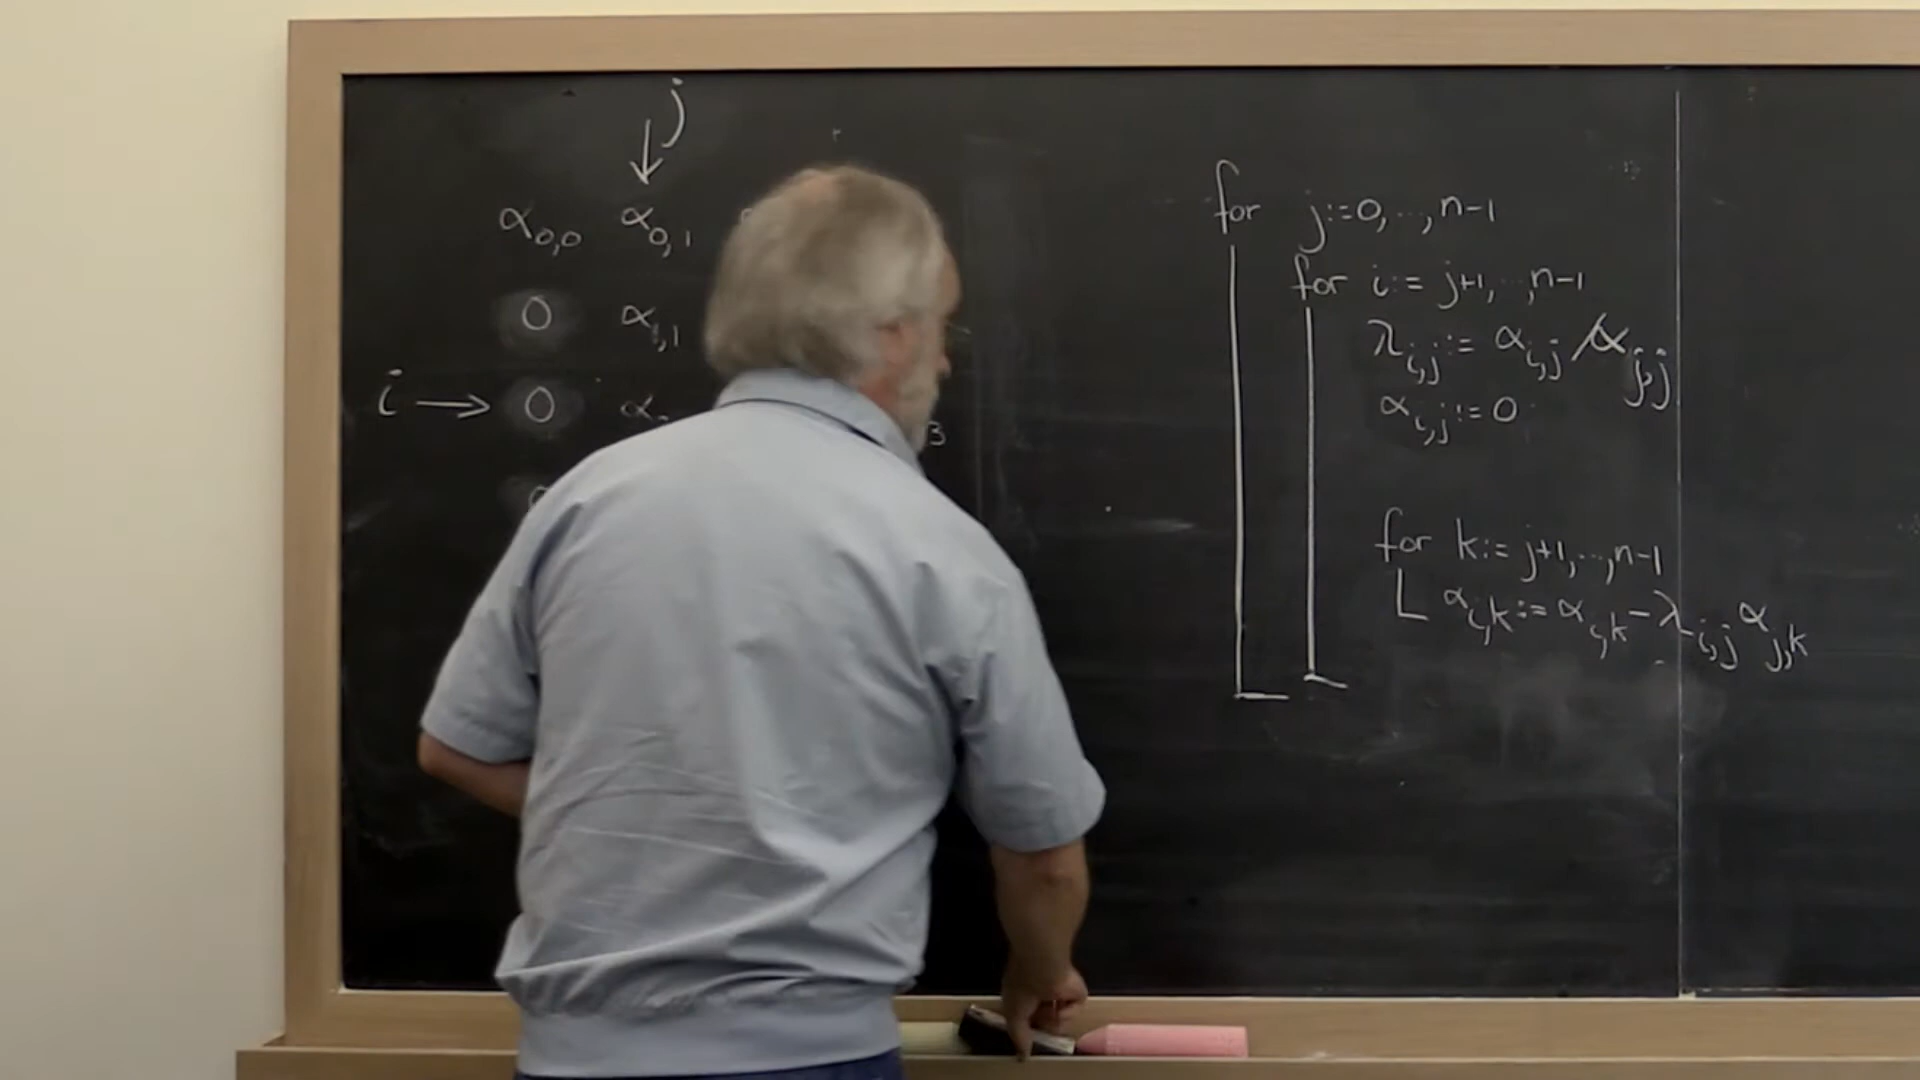 j
↓
α0,0 α0,1
0 α1,1
i → 0 α
3
for j:=0,...,n-1
for i:= j+1,...,n-1
λi,j := αi,j / αj,j
αi,j := 0
for k:= j+1,...,n-1
αi,k := αi,k - λi,j αj,k